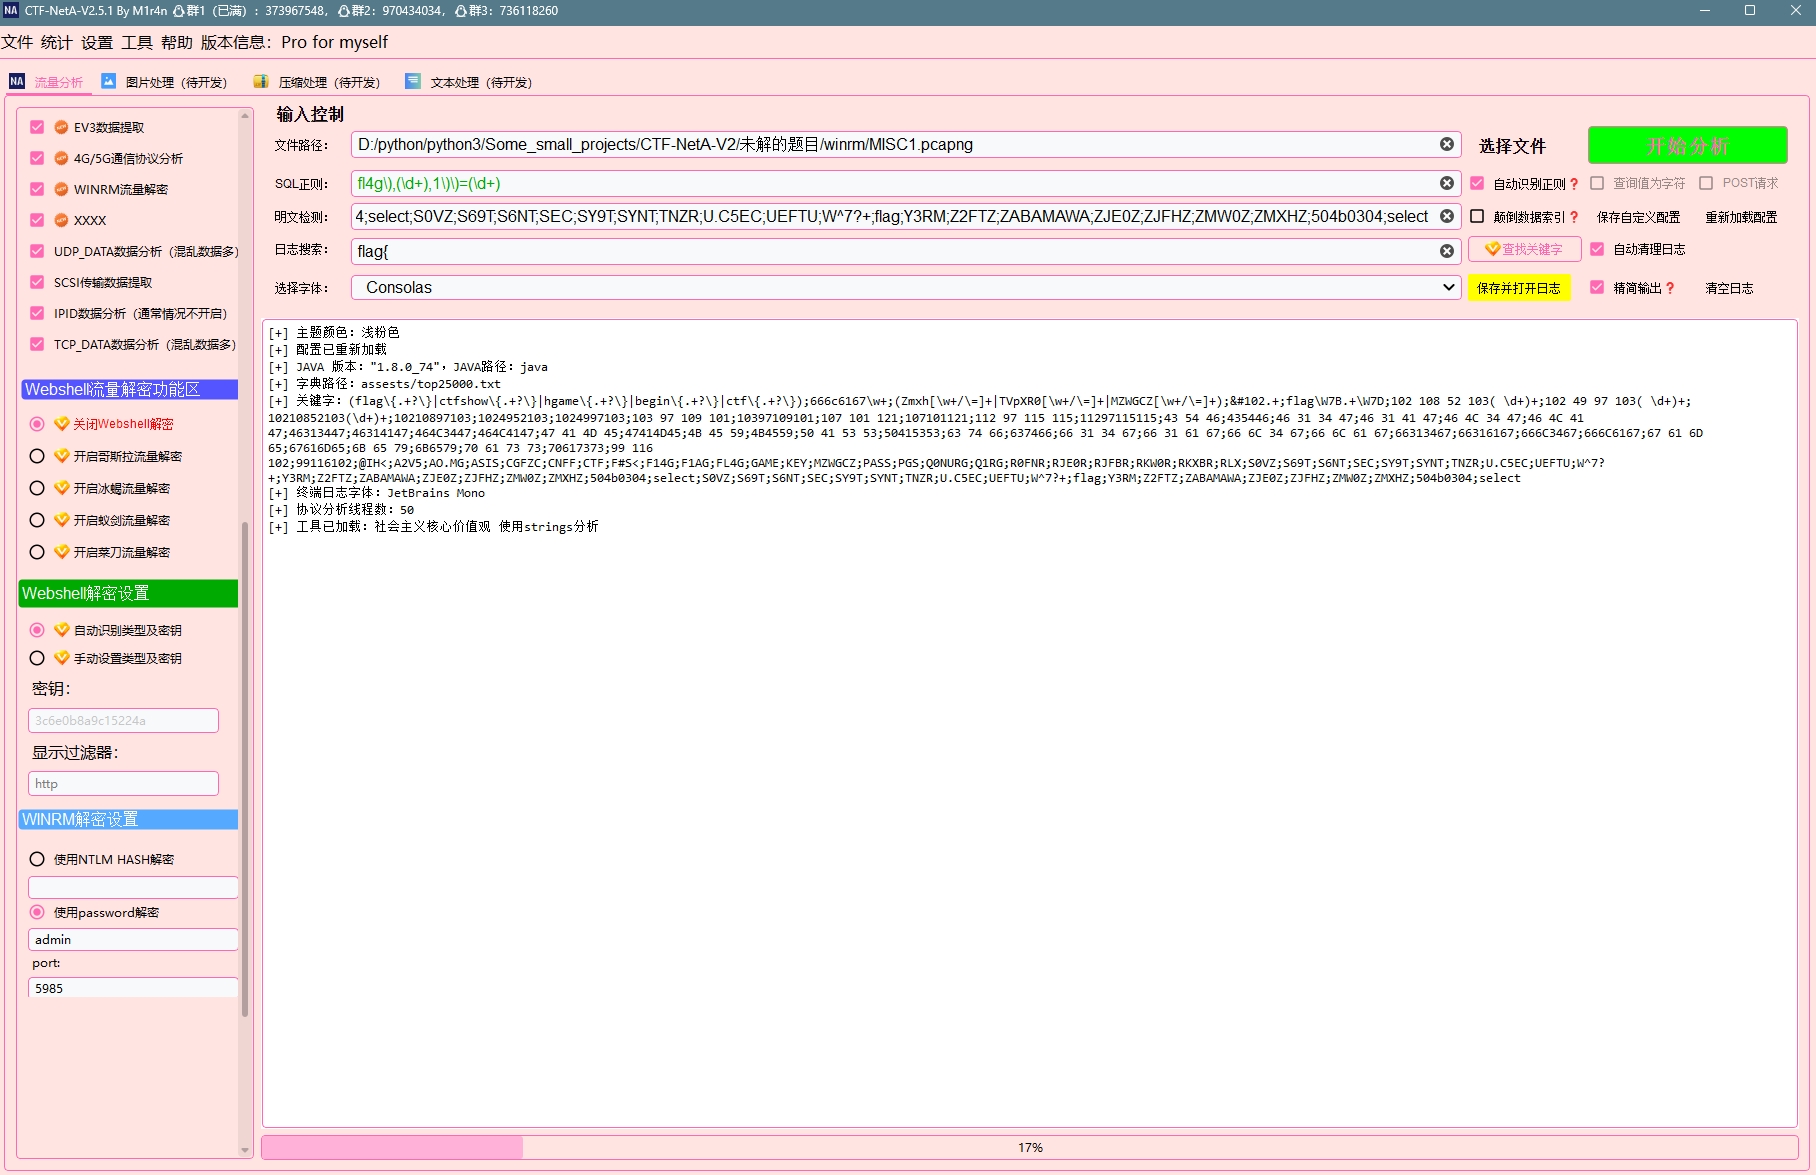 NA CTF-NetA-V2.5.1 By M1r4n 群1（已满）: 373967548, 群2: 970434034, 群3: 736118260
文件 统计 设置 工具 帮助 版本信息: Pro for myself
NA 流量分析 图片处理（待开发） 压缩处理（待开发） 文本处理（待开发）
EV3数据提取
4G/5G通信协议分析
WINRM流量解密
XXXX
UDP_DATA数据分析（混乱数据多）
SCSI传输数据提取
IPID数据分析（通常情况不开启）
TCP_DATA数据分析（混乱数据多）
Webshell流量解密功能区
关闭Webshell解密
开启哥斯拉流量解密
开启冰蝎流量解密
开启蚁剑流量解密
开启菜刀流量解密
Webshell解密设置
自动识别类型及密钥
手动设置类型及密钥
密钥:
3c6e0b8a9c15224a
显示过滤器:
http
WINRM解密设置
使用NTLM HASH解密
使用password解密
admin
port:
5985
输入控制
文件路径: D:/python/python3/Some_small_projects/CTF-NetA-V2/未解的题目/winrm/MISC1.pcapng 选择文件 开始分析
SQL正则: fl4g\),(\d+),1\)\)=(\d+) 自动识别正则? 查询值为字符 POST请求
明文检测: 4;select;S0VZ;S69T;S6NT;SEC;SY9T;SYNT;TNZR;U.C5EC;UEFTU;W^7?+;flag;Y3RM;Z2FTZ;ZABAMAWA;ZJE0Z;ZJFHZ;ZMW0Z;ZMXHZ;504b0304;select 颠倒数据索引? 保存自定义配置 重新加载配置
日志搜索: flag{ 查找关键字 自动清理日志
选择字体: Consolas 保存并打开日志 精简输出? 清空日志
[+] 主题颜色: 浅粉色
[+] 配置已重新加载
[+] JAVA 版本: "1.8.0_74", JAVA路径: java
[+] 字典路径: assests/top25000.txt
[+] 关键字: (flag\{.+?\}|ctfshow\{.+?\}|hgame\{.+?\}|begin\{.+?\}|ctf\{.+?\});666c6167\w+;(Zmxh[\w+/\=]+|TVpXR0[\w+/\=]+|MZWGCZ[\w+/\=]+);&#102.+;flag\W7B.+\W7D;102 108 52 103( \d+)+;102 49 97 103( \d+)+;
10210852103(\d+)+;10210897103;1024952103;1024997103;103 97 109 101;10397109101;107 101 121;107101121;112 97 115 115;11297115115;43 54 46;435446;46 31 34 47;46 31 41 47;46 4C 34 47;46 4C 41
47;46313447;46314147;464C3447;464C4147;47 41 4D 45;47414D45;4B 45 59;4B4559;50 41 53 53;50415353;63 74 66;637466;66 31 34 67;66 31 61 67;66 6C 34 67;66 6C 61 67;66313467;66316167;666C3467;666C6167;67 61 6D
65;67616D65;6B 65 79;6B6579;70 61 73 73;70617373;99 116
102;99116102;@IH<;A2V5;AO.MG;ASIS;CGFZC;CNFF;CTF;F#S<;F14G;F1AG;FL4G;GAME;KEY;MZWGCZ;PASS;PGS;Q0NURG;Q1RG;R0FNR;RJE0R;RJFBR;RKW0R;RKXBR;RLX;S0VZ;S69T;S6NT;SEC;SY9T;SYNT;TNZR;U.C5EC;UEFTU;W^7?
+;Y3RM;Z2FTZ;ZABAMAWA;ZJE0Z;ZJFHZ;ZMW0Z;ZMXHZ;504b0304;select;S0VZ;S69T;S6NT;SEC;SY9T;SYNT;TNZR;U.C5EC;UEFTU;W^7?+;flag;Y3RM;Z2FTZ;ZABAMAWA;ZJE0Z;ZJFHZ;ZMW0Z;ZMXHZ;504b0304;select
[+] 终端日志字体: JetBrains Mono
[+] 协议分析线程数: 50
[+] 工具已加载: 社会主义核心价值观 使用strings分析
17%